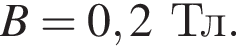 B = 0,2 Тл.